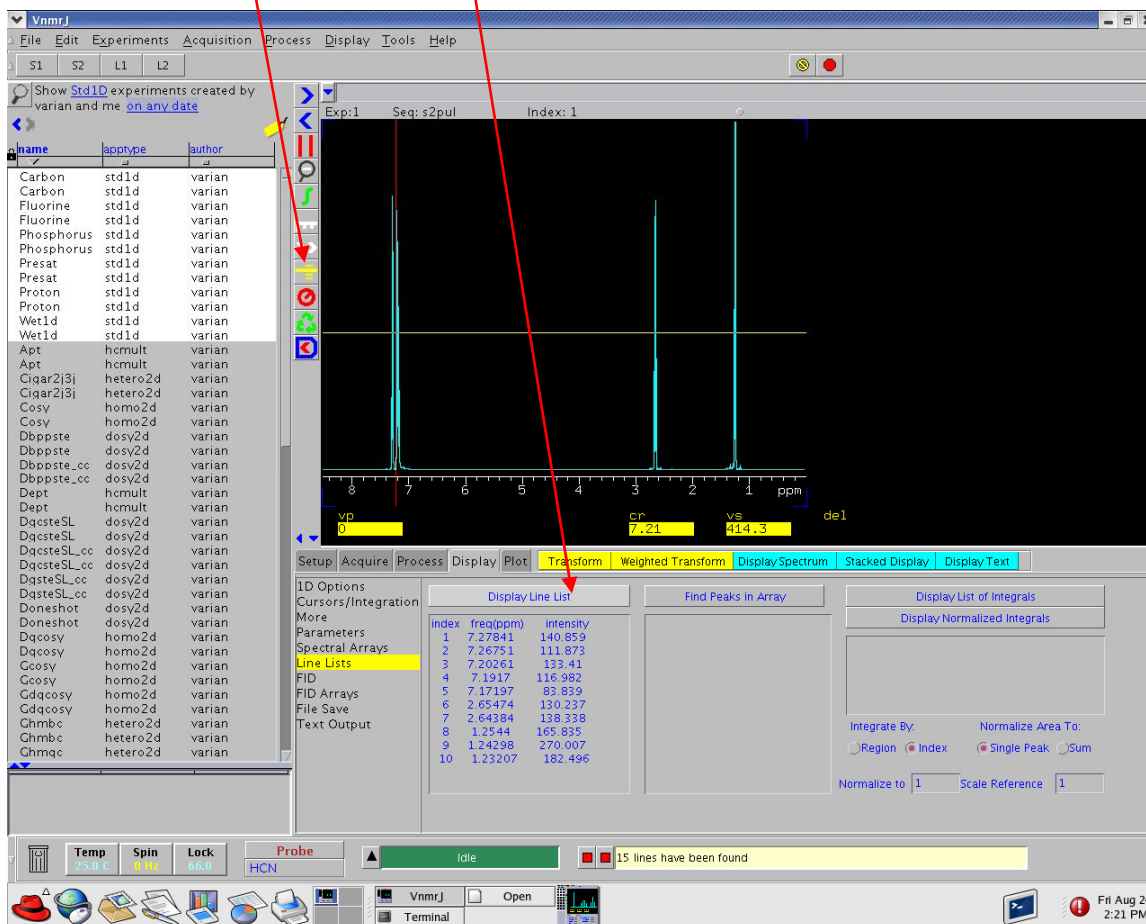 VnmrJ
File Edit Experiments Acquisition Process Display Tools Help
S1 S2 L1 L2
Show Std1D experiments created by
varian and me on any date
name apptype author
Carbon std1d varian
Carbon std1d varian
Fluorine std1d varian
Fluorine std1d varian
Phosphorus std1d varian
Phosphorus std1d varian
Presat std1d varian
Presat std1d varian
Proton std1d varian
Proton std1d varian
Wet1d std1d varian
Wet1d std1d varian
Apt hcmult varian
Apt hcmult varian
Cigar2j3j hetero2d varian
Cigar2j3j hetero2d varian
Cosy homo2d varian
Cosy homo2d varian
Dbppste dosy2d varian
Dbppste dosy2d varian
Dbppste_cc dosy2d varian
Dbppste_cc dosy2d varian
Dept hcmult varian
Dept hcmult varian
DgcsteSL dosy2d varian
DgcsteSL dosy2d varian
DgcsteSL_cc dosy2d varian
DgcsteSL_cc dosy2d varian
DgsteSL_cc dosy2d varian
DgsteSL_cc dosy2d varian
Doneshot dosy2d varian
Doneshot dosy2d varian
Dqcosy homo2d varian
Dqcosy homo2d varian
Gcosy homo2d varian
Gcosy homo2d varian
Gdqcosy homo2d varian
Gdqcosy homo2d varian
Ghmbc hetero2d varian
Ghmbc hetero2d varian
Ghmqc hetero2d varian
Exp:1 Seq: s2pul Index: 1
8 7 6 5 4 3 2 1 ppm
vp cr vs del
0 7.21 414.3
Setup Acquire Process Display Plot Transform Weighted Transform Display Spectrum Stacked Display Display Text
1D Options
Cursors/Integration
More
Parameters
Spectral Arrays
Line Lists
FID
FID Arrays
File Save
Text Output
Display Line List
index freq(ppm) intensity
1 7.27841 140.859
2 7.26751 111.873
3 7.20261 133.41
4 7.1917 116.982
5 7.17197 83.839
6 2.65474 130.237
7 2.64384 138.338
8 1.2544 165.835
9 1.24298 270.007
10 1.23207 182.496
Find Peaks in Array
Display List of Integrals
Display Normalized Integrals
Integrate By: Normalize Area To:
Region Index Single Peak Sum
Normalize to 1 Scale Reference 1
Temp Spin Lock Probe
25.0 C 0 Hz 66.0 HCN
Idle
15 lines have been found
VnmrJ Open
Terminal
Fri Aug 2
2:21 PM